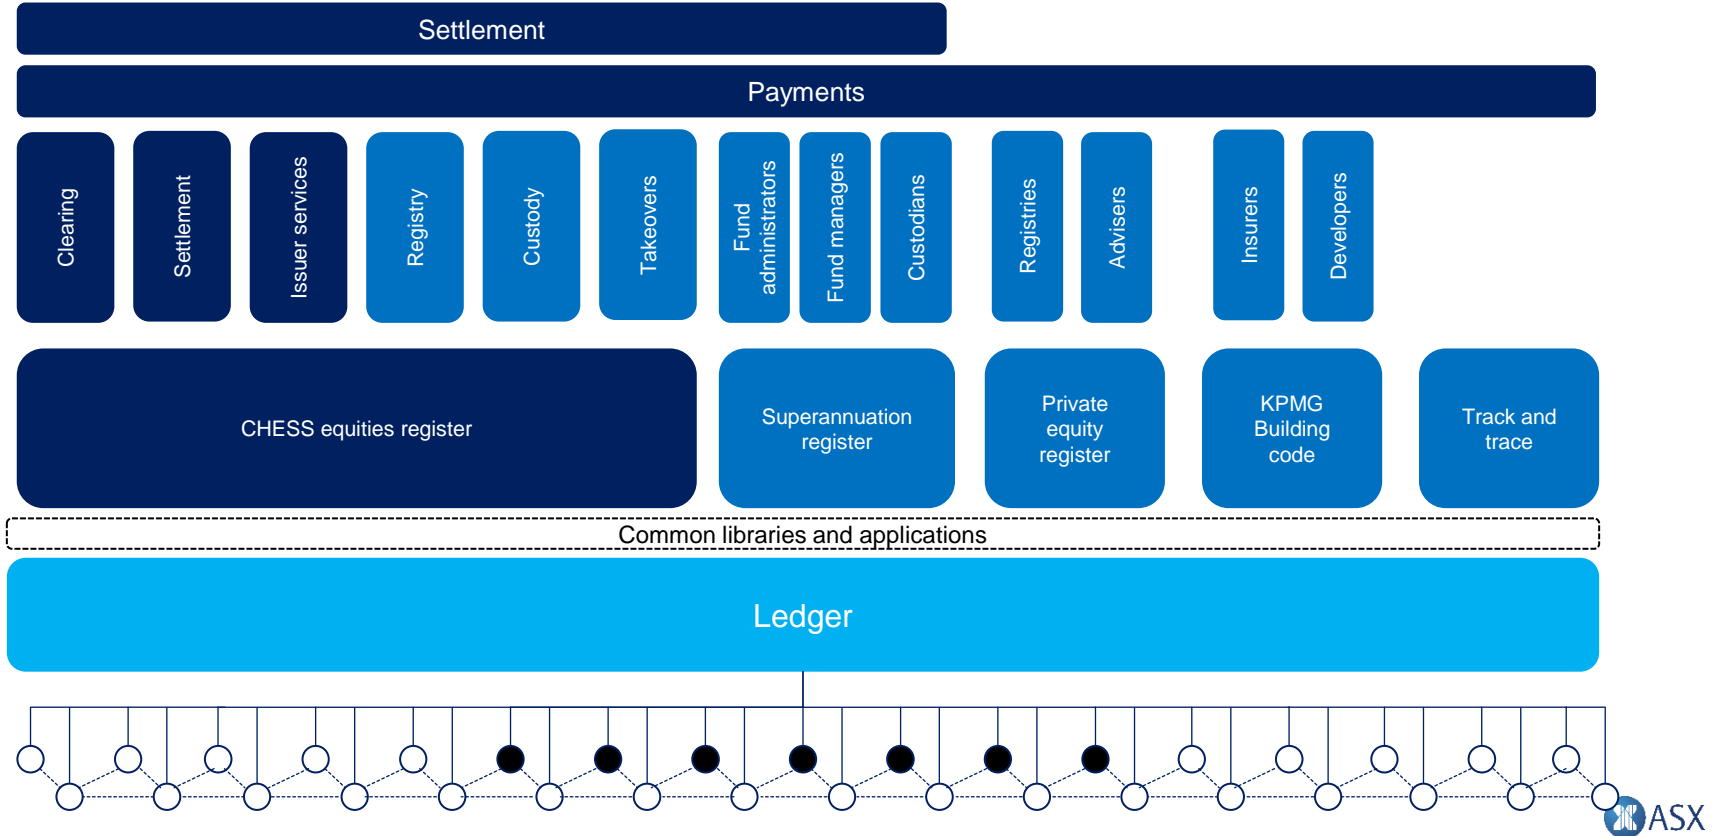 Settlement
Payments
Clearing
Settlement
Issuer services
Registry
Custody
Takeovers
Fund
administrators
Fund managers
Custodians
Registries
Advisers
Insurers
Developers
CHESS equities register
Superannuation
register
Private
equity
register
KPMG
Building
code
Track and
trace
Common libraries and applications
Ledger
ASX